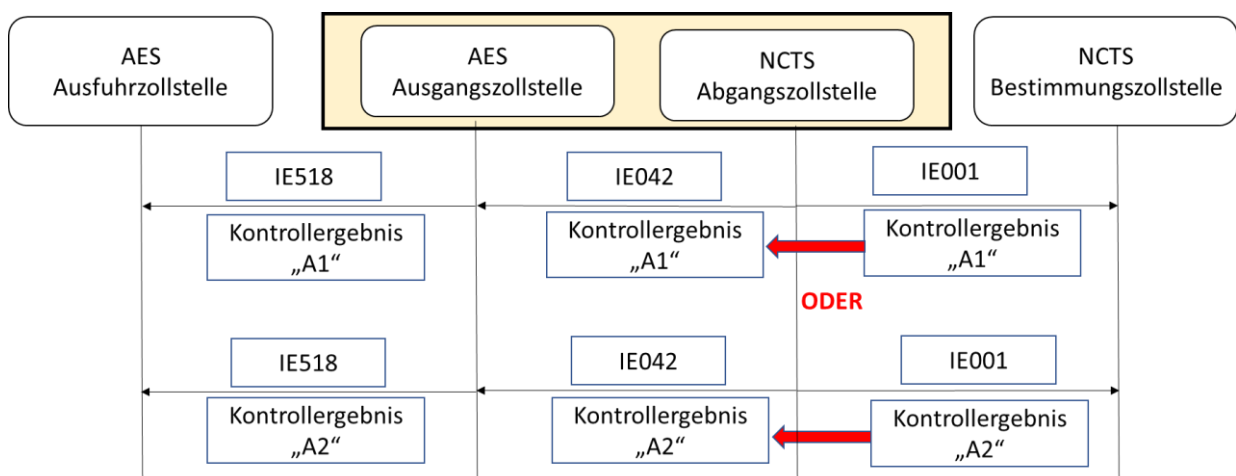 AES
Ausfuhrzollstelle
AES
Ausgangszollstelle
NCTS
Abgangszollstelle
NCTS
Bestimmungszollstelle
IE518
IE042
IE001
Kontrollergebnis
„A1“
Kontrollergebnis
„A1“
Kontrollergebnis
„A1“
ODER
IE518
IE042
IE001
Kontrollergebnis
„A2“
Kontrollergebnis
„A2“
Kontrollergebnis
„A2“